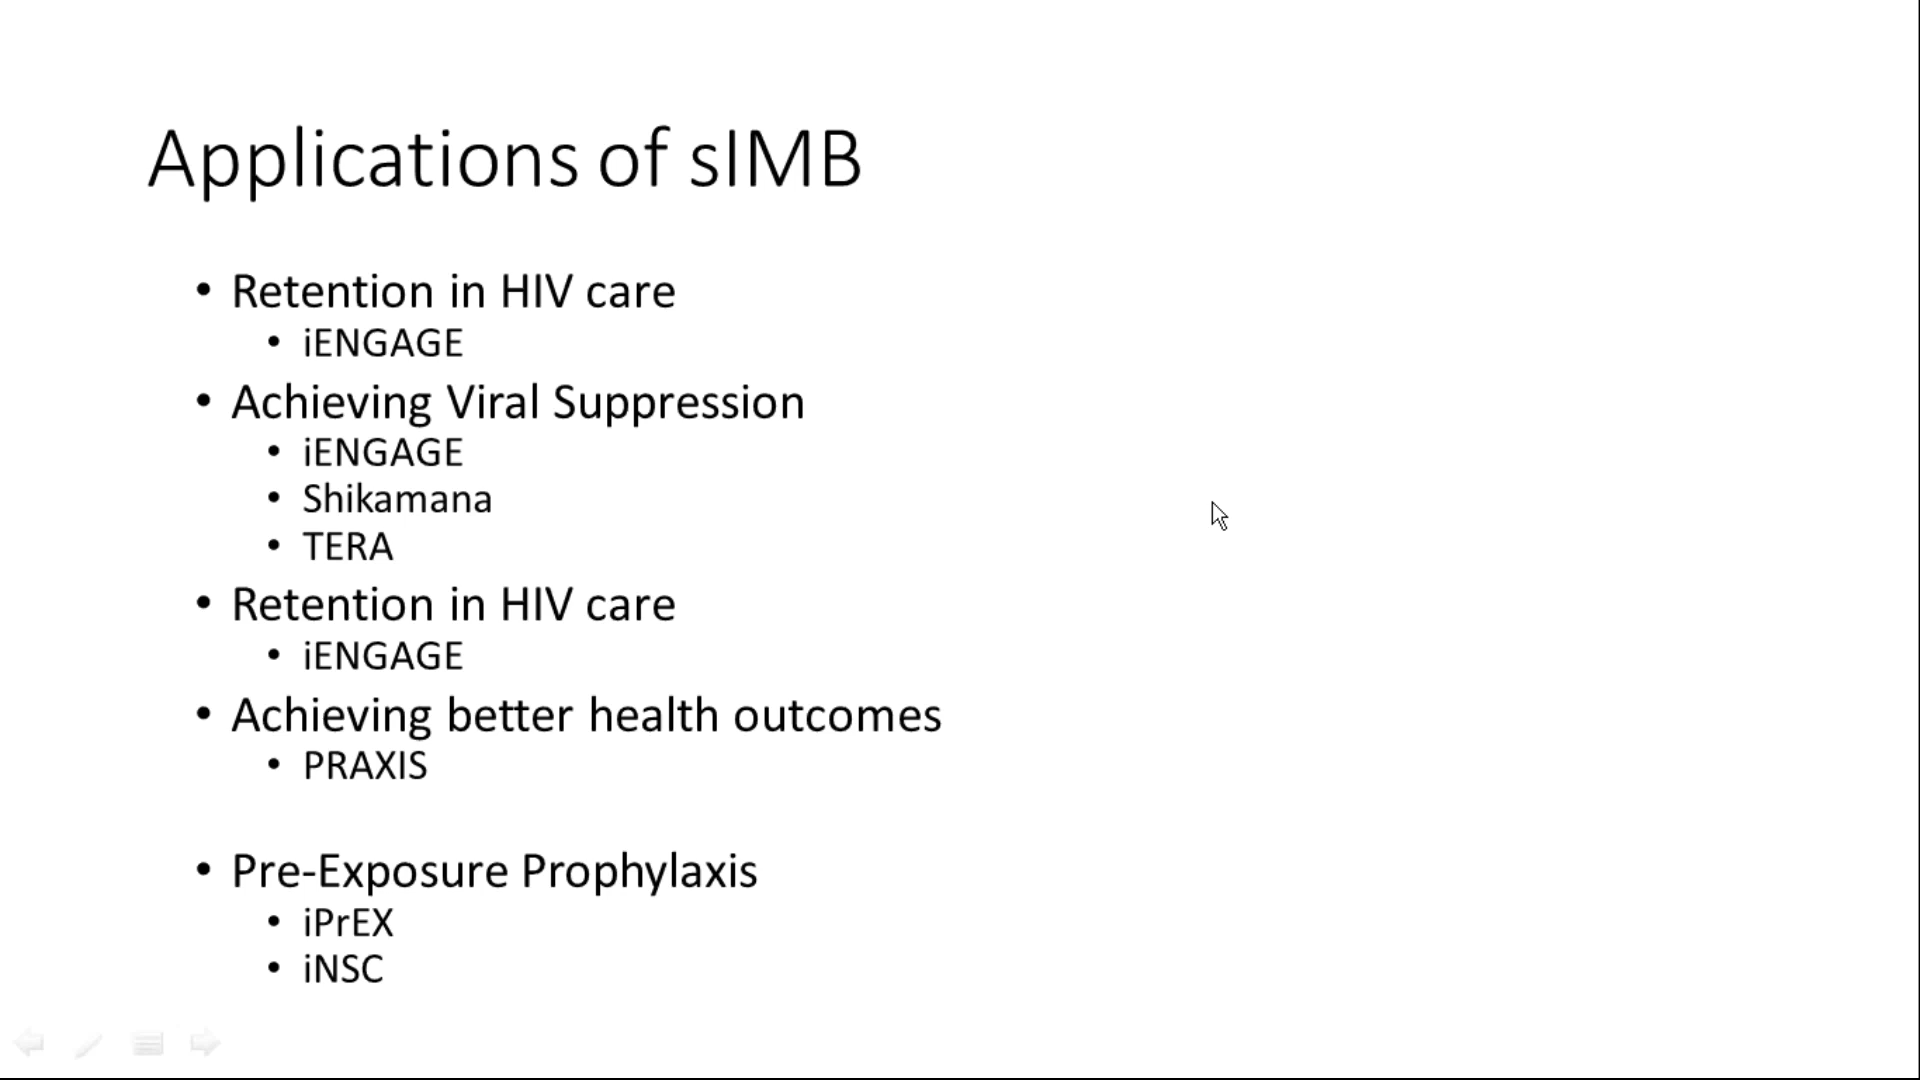 Applications of sIMB
• Retention in HIV care
• iENGAGE
• Achieving Viral Suppression
• iENGAGE
• Shikamana
• TERA
• Retention in HIV care
• iENGAGE
• Achieving better health outcomes
• PRAXIS
• Pre-Exposure Prophylaxis
• iPrEX
• iNSC